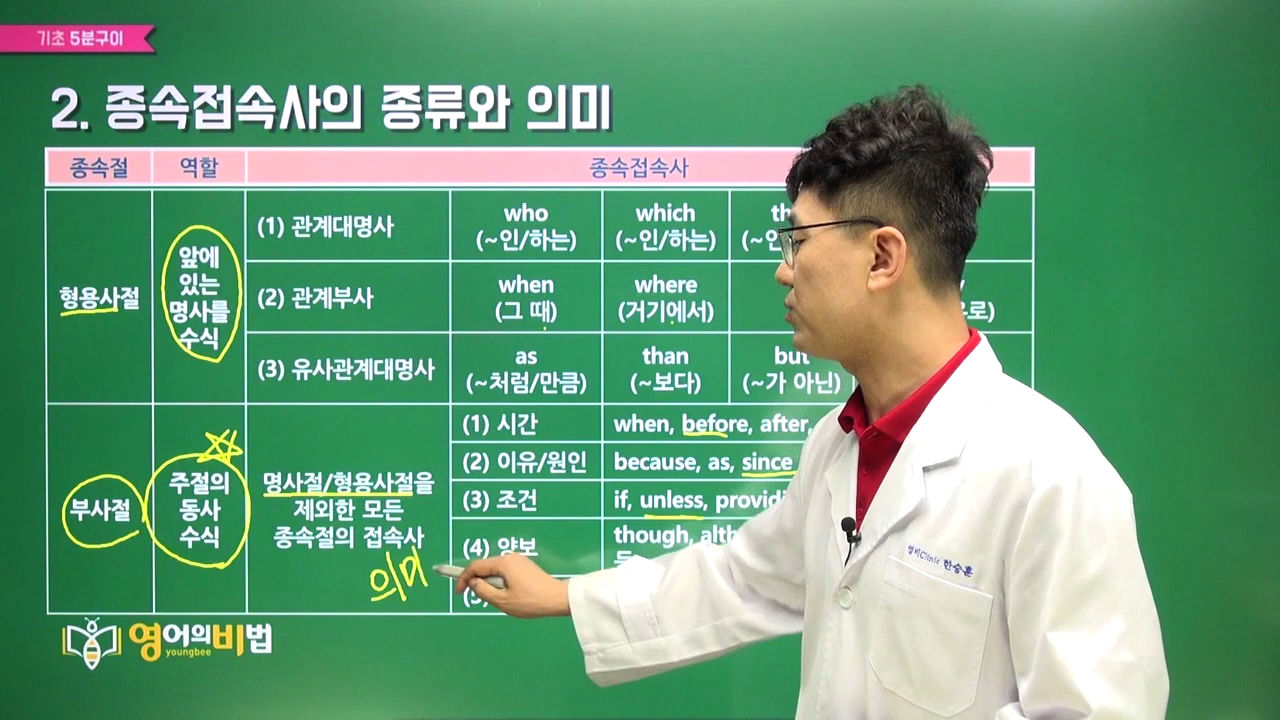 기초 5분구이
2. 종속접속사의 종류와 의미
종속절 역할 종속접속사
형용사절
앞에
있는
명사를
수식
(1) 관계대명사
who
(~인/하는)
which
(~인/하는)
(2) 관계부사
when
(그 때)
where
(거기에서)
(3) 유사관계대명사
as
(~처럼/만큼)
than
(~보다)
but
(~가 아닌)
부사절
주절의
동사
수식
명사절/형용사절을
제외한 모든
종속절의 접속사
의미
(1) 시간
when, before, after,
(2) 이유/원인
because, as, since
(3) 조건
if, unless,
(4) 양보
though,
영어의비법
youngbee
영비Clinic 한승훈